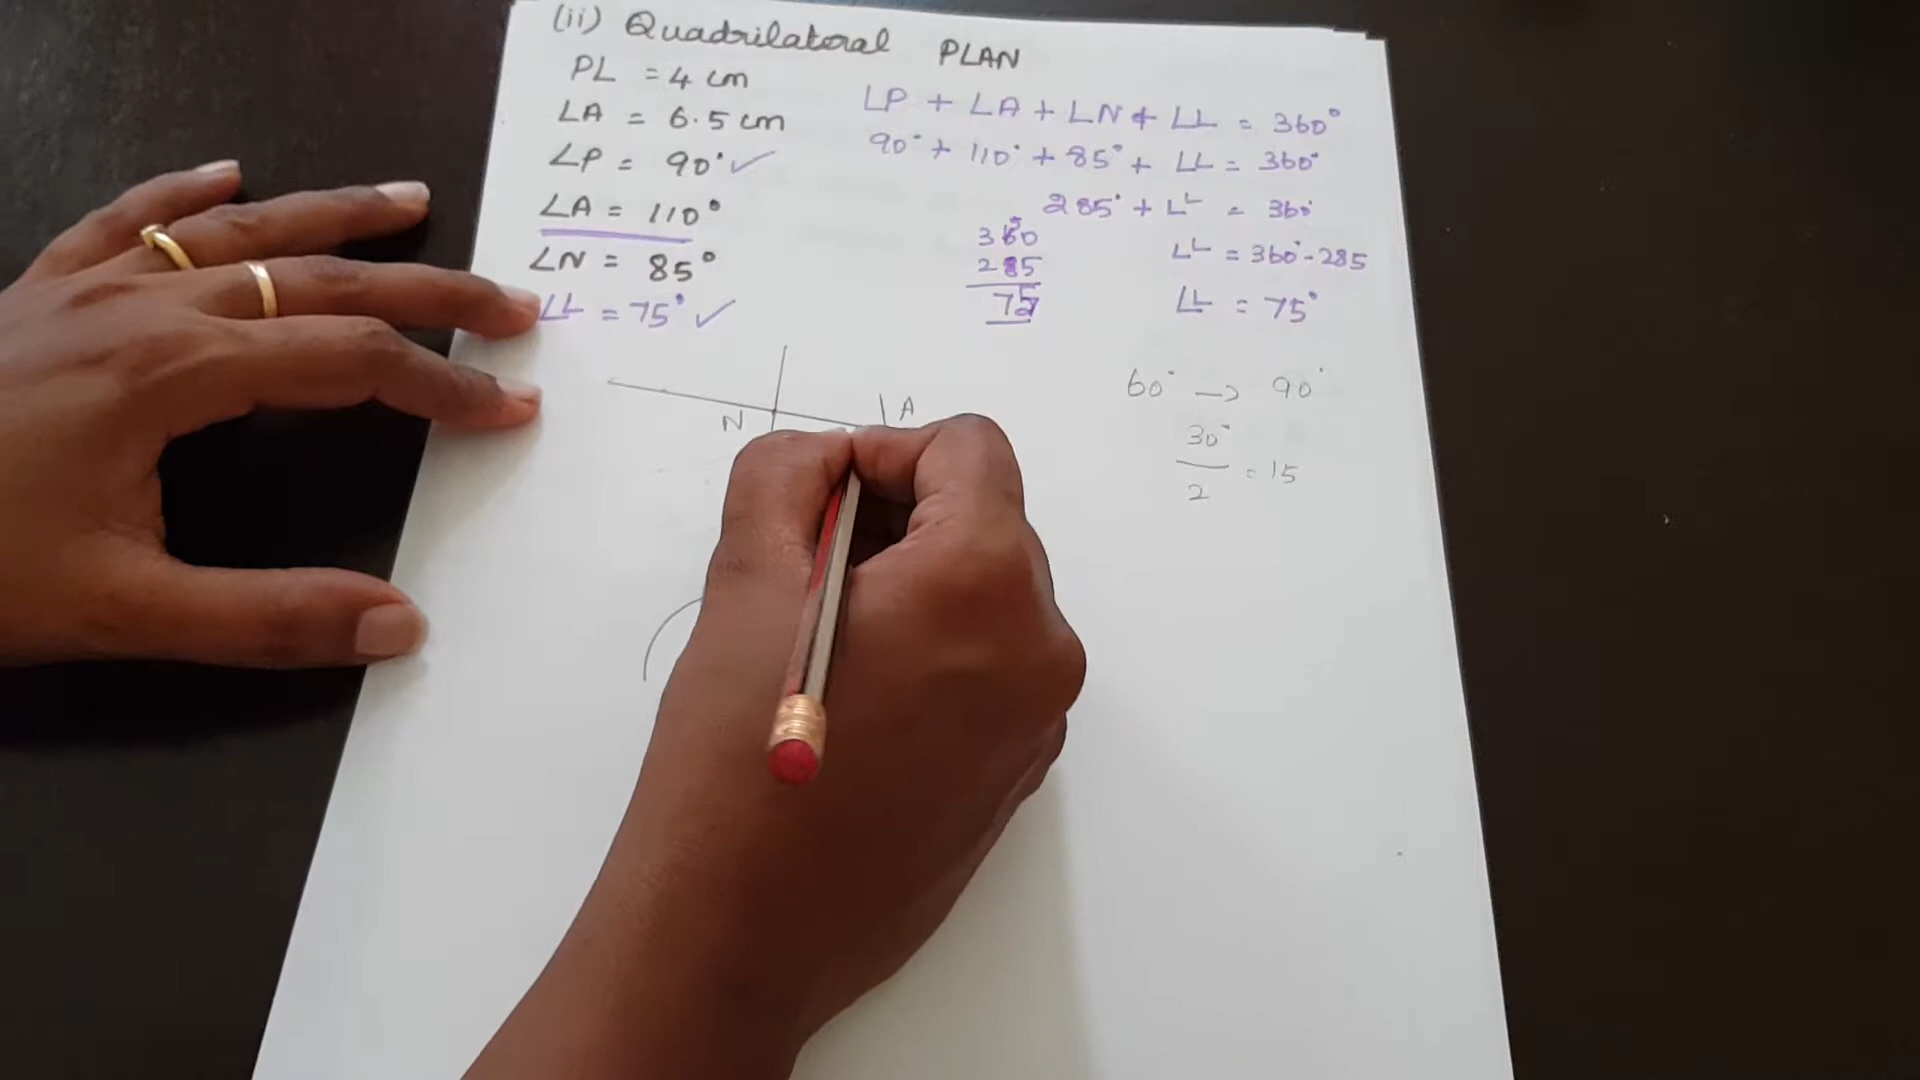 (ii) Quadrilateral PLAN
PL = 4 cm
LA = 6.5 cm
∠P = 90° ✓
∠A = 110°
∠N = 85°
∠L = 75° ✓
∠P + ∠A + ∠N + ∠L = 360°
90° + 110° + 85° + ∠L = 360°
285° + ∠L = 360°
∠L = 360° - 285
∠L = 75°
360
285
75
60° → 90°
30°
2
= 15
N
A